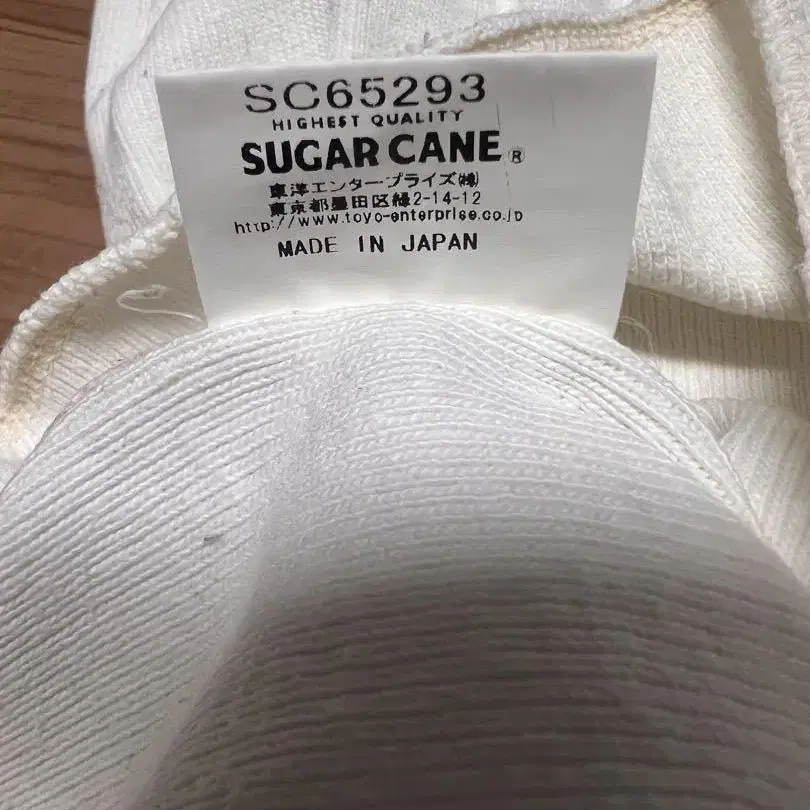 SC65293
HIGHEST QUALITY
SUGAR CANE®
東洋エンタープライズ㈱
東京都墨田区緑2-14-12
http://www.toyo-enterprise.co.jp
MADE IN JAPAN